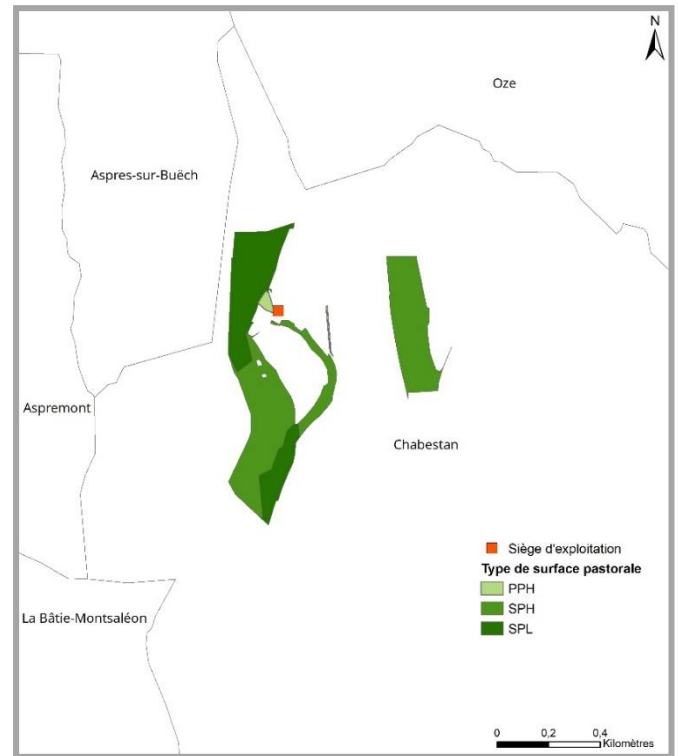 N
Oze
Aspres-sur-Buëch
Aspremont
Chabestan
La Bâtie-Montsaléon
Siège d'exploitation
Type de surface pastorale
PPH
SPH
SPL
0 0,2 0,4
Kilomètres